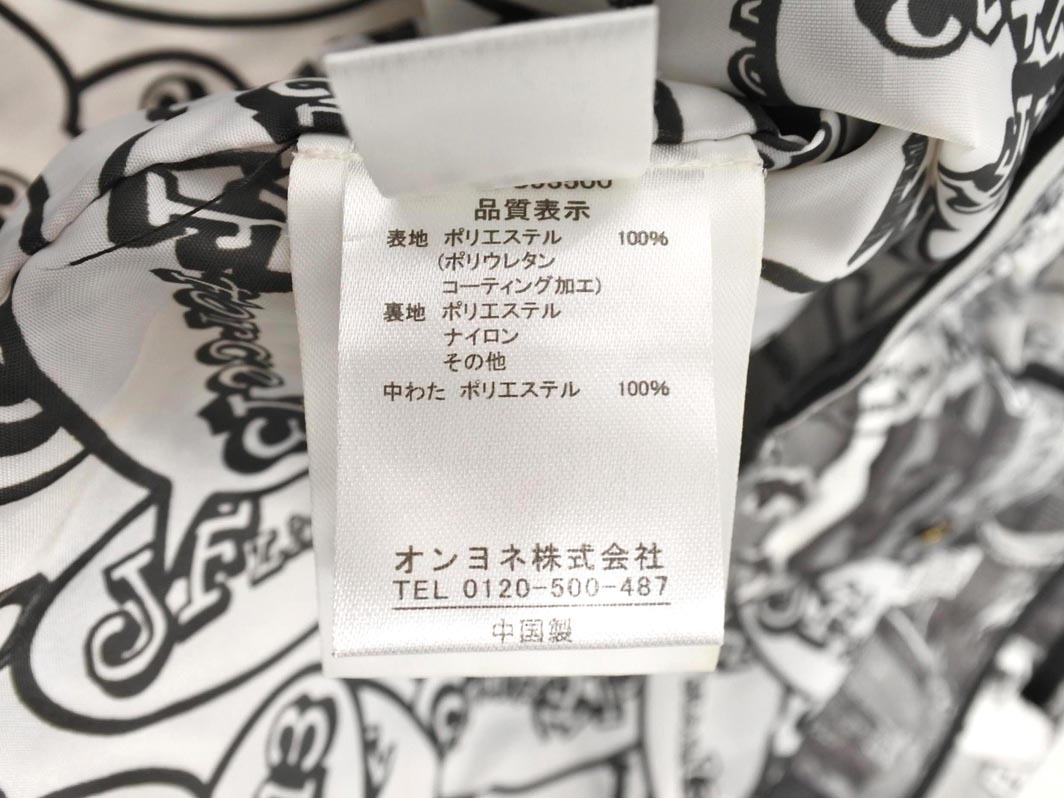 品質表示
表地 ポリエステル 100%
(ポリウレタン
コーティング加工)
裏地 ポリエステル
ナイロン
その他
中わた ポリエステル 100%
オンヨネ株式会社
TEL 0120-500-487
中国製